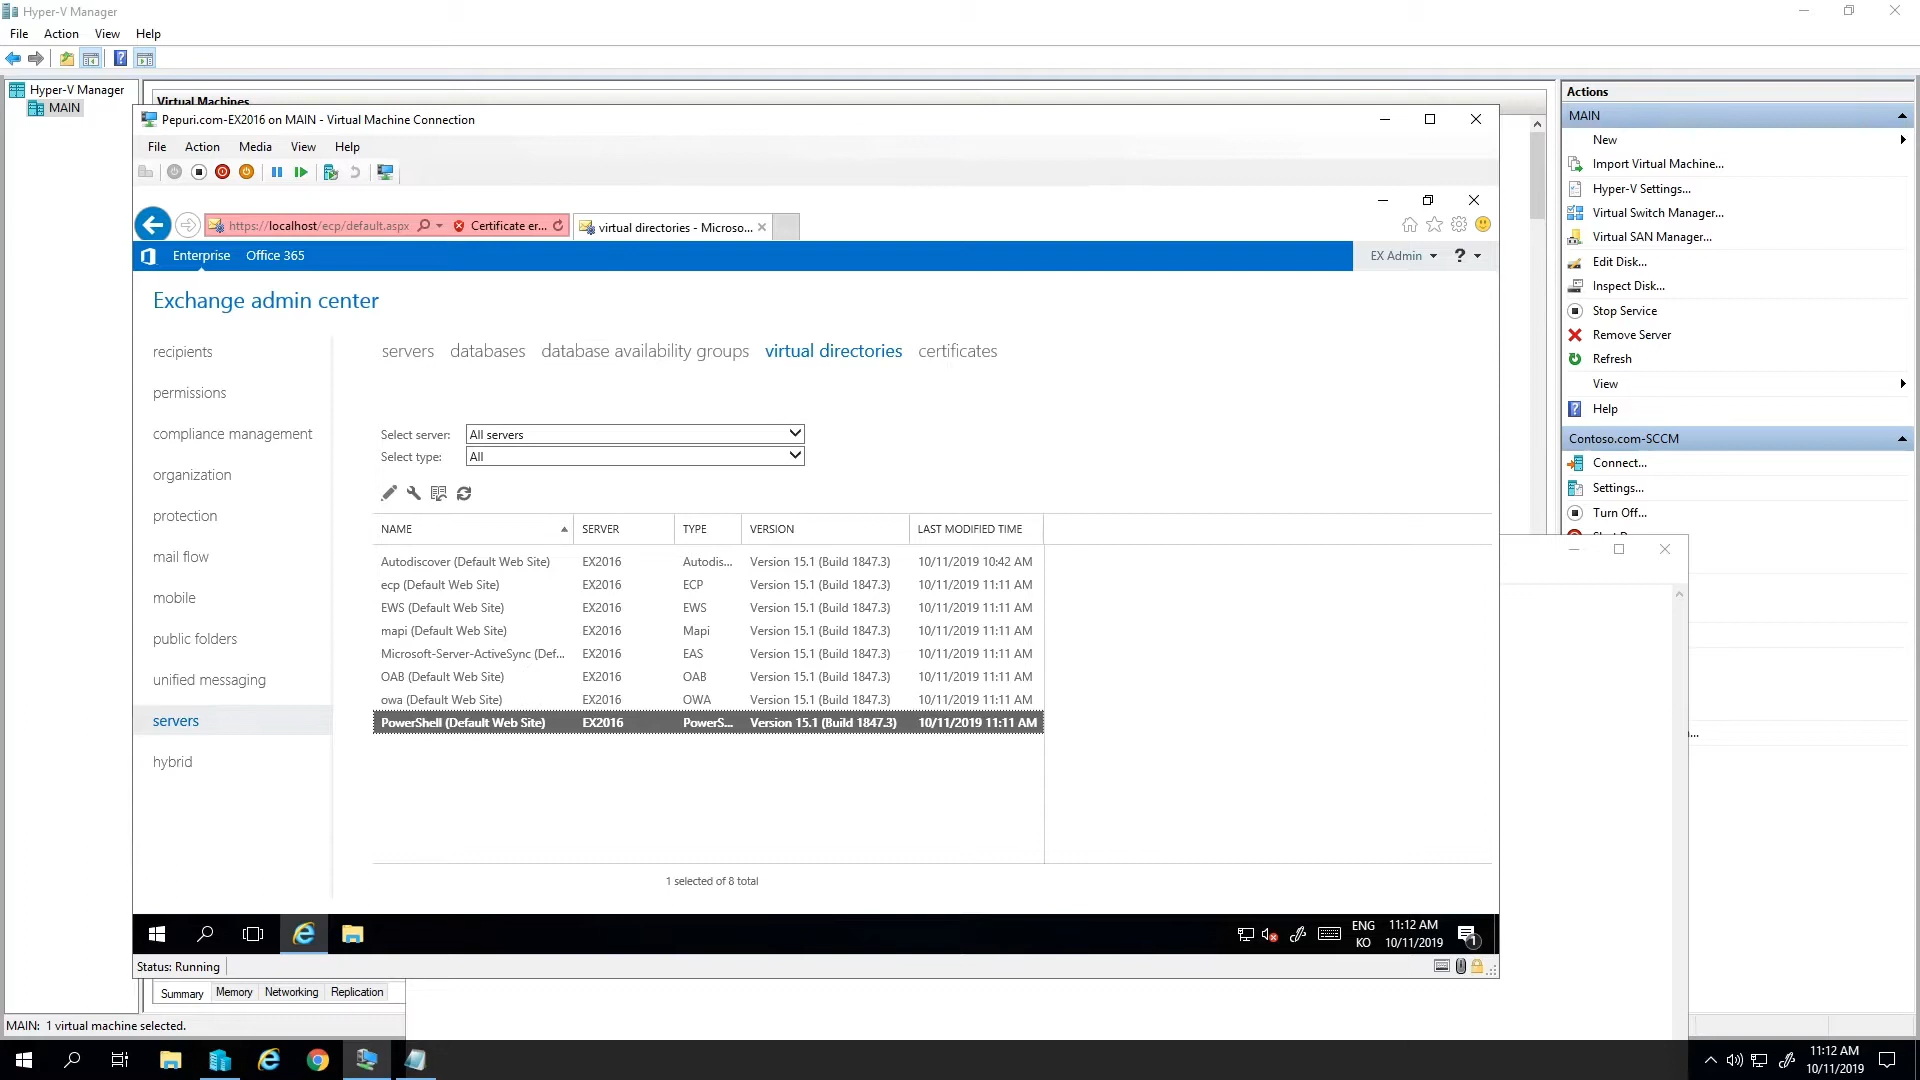 Hyper-V Manager
File Action View Help
Hyper-V Manager
MAIN
Virtual Machines
Pepuri.com-EX2016 on MAIN - Virtual Machine Connection
File Action Media View Help
https://localhost/ecp/default.aspx
Certificate er...
virtual directories - Microso...
Enterprise Office 365
EX Admin ?
Exchange admin center
recipients
permissions
compliance management
organization
protection
mail flow
mobile
public folders
unified messaging
servers
hybrid
servers databases database availability groups virtual directories certificates
Select server: All servers
Select type: All
NAME SERVER TYPE VERSION LAST MODIFIED TIME
Autodiscover (Default Web Site) EX2016 Autodis... Version 15.1 (Build 1847.3) 10/11/2019 10:42 AM
ecp (Default Web Site) EX2016 ECP Version 15.1 (Build 1847.3) 10/11/2019 11:11 AM
EWS (Default Web Site) EX2016 EWS Version 15.1 (Build 1847.3) 10/11/2019 11:11 AM
mapi (Default Web Site) EX2016 Mapi Version 15.1 (Build 1847.3) 10/11/2019 11:11 AM
Microsoft-Server-ActiveSync (Def... EX2016 EAS Version 15.1 (Build 1847.3) 10/11/2019 11:11 AM
OAB (Default Web Site) EX2016 OAB Version 15.1 (Build 1847.3) 10/11/2019 11:11 AM
owa (Default Web Site) EX2016 OWA Version 15.1 (Build 1847.3) 10/11/2019 11:11 AM
PowerShell (Default Web Site) EX2016 PowerS... Version 15.1 (Build 1847.3) 10/11/2019 11:11 AM
1 selected of 8 total
ENG
KO
11:12 AM
10/11/2019
1
Status: Running
Summary Memory Networking Replication
MAIN: 1 virtual machine selected.
Actions
MAIN
New
Import Virtual Machine...
Hyper-V Settings...
Virtual Switch Manager...
Virtual SAN Manager...
Edit Disk...
Inspect Disk...
Stop Service
Remove Server
Refresh
View
Help
Contoso.com-SCCM
Connect...
Settings...
Turn Off...
11:12 AM
10/11/2019